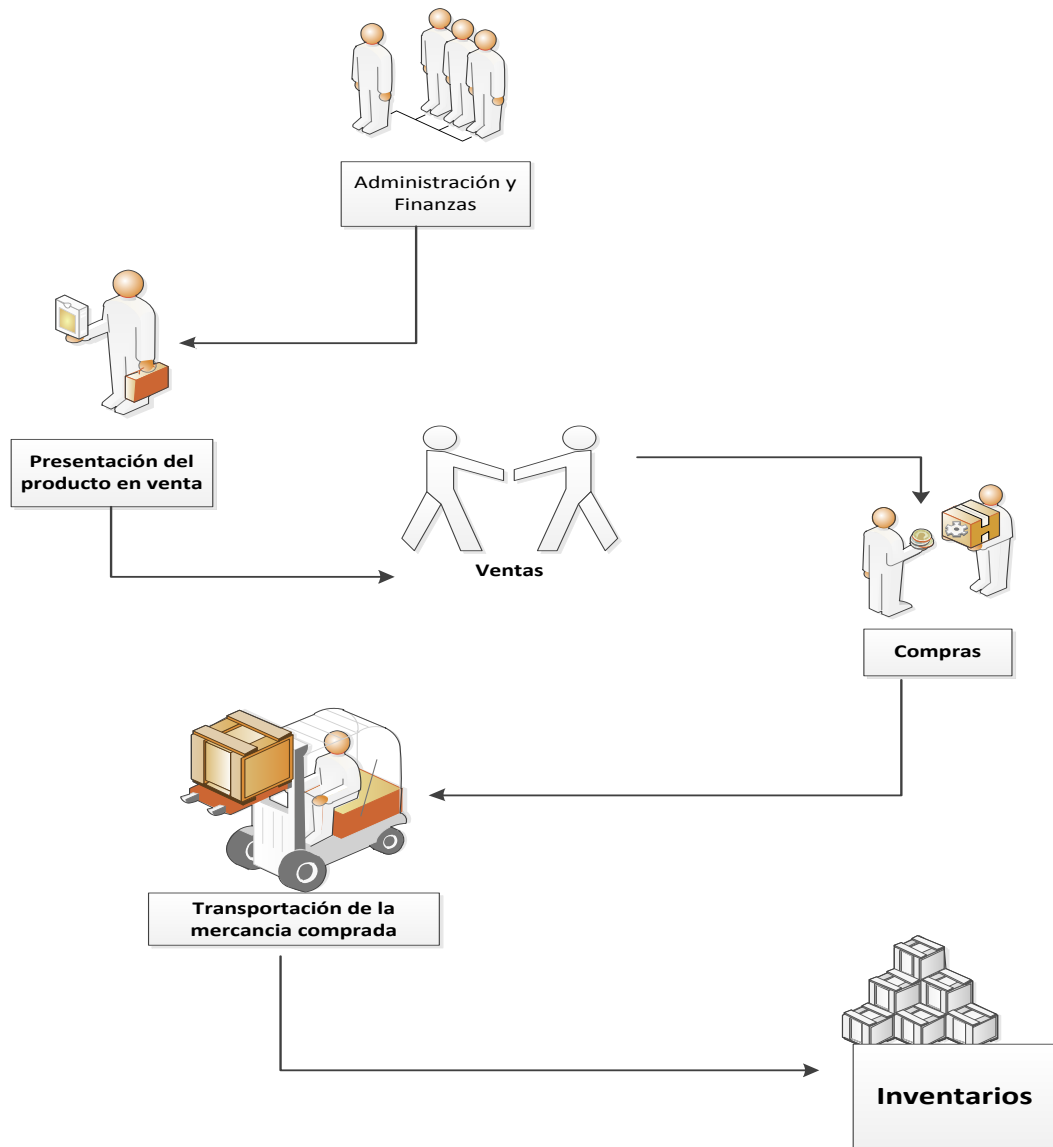 Administración y
Finanzas
Presentación del
producto en venta
Ventas
Compras
Transportación de la
mercancia comprada
Inventarios